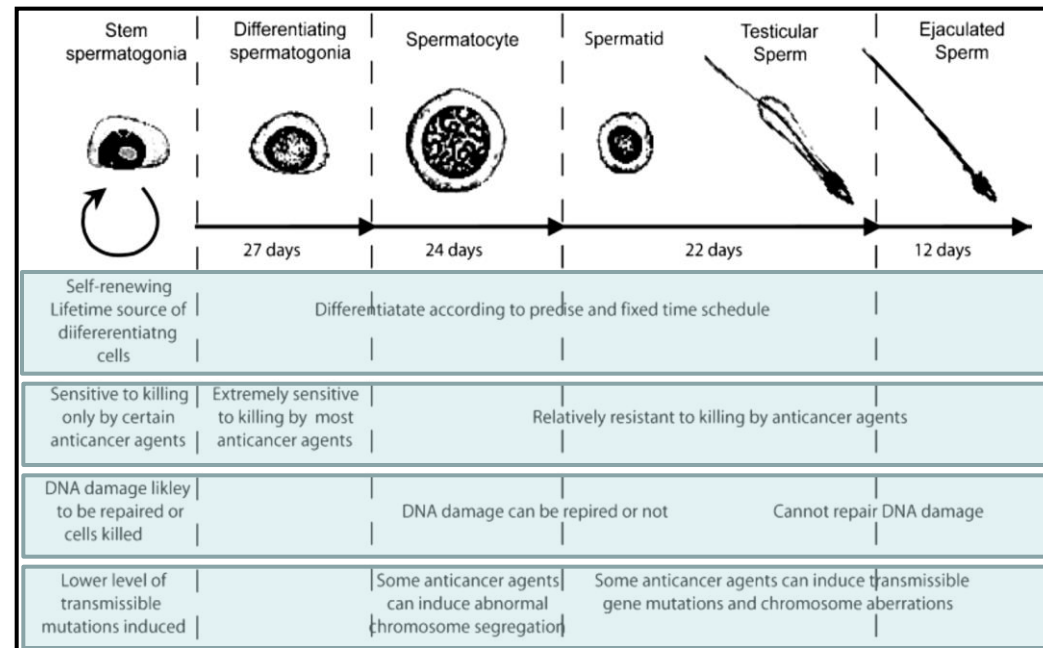 Stem
spermatogonia
Differentiating
spermatogonia
Spermatocyte
Spermatid
Testicular
Sperm
Ejaculated
Sperm
27 days
24 days
22 days
12 days
Self-renewing
Lifetime source of
diifererentiatng
cells
Differentiatate according to precise and fixed time schedule
Sensitive to killing
only by certain
anticancer agents
Extremely sensitive
to killing by most
anticancer agents
Relatively resistant to killing by anticancer agents
DNA damage likley
to be repaired or
cells killed
DNA damage can be repired or not
Cannot repair DNA damage
Lower level of
transmissible
mutations induced
Some anticancer agents
can induce abnormal
chromosome segregation
Some anticancer agents can induce transmissible
gene mutations and chromosome aberrations